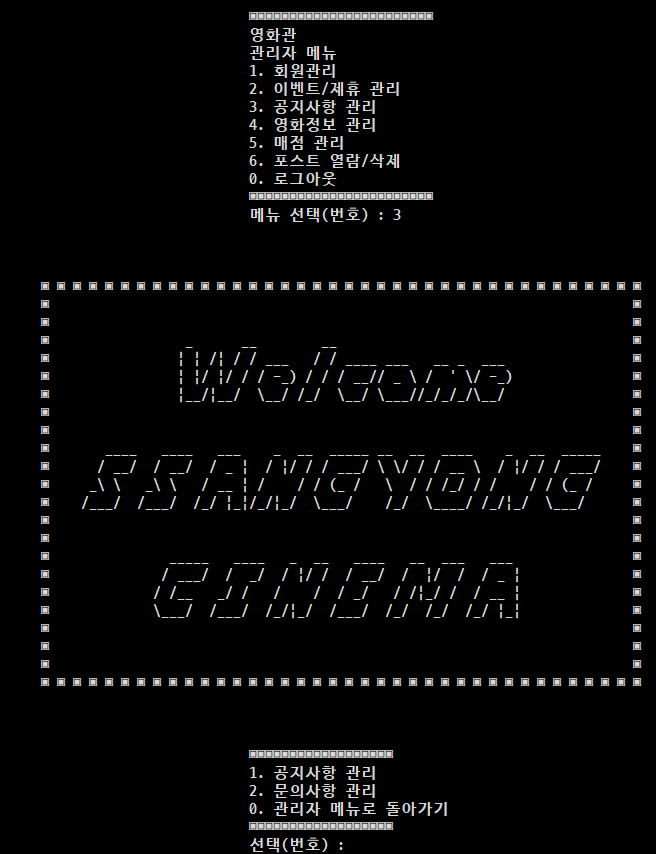 영화관
관리자 메뉴
1. 회원관리
2. 이벤트/제휴 관리
3. 공지사항 관리
4. 영화정보 관리
5. 매점 관리
6. 포스트 열람/삭제
0. 로그아웃
메뉴 선택(번호) : 3
Welcome
SSANGYONG
CINEMA
1. 공지사항 관리
2. 문의사항 관리
0. 관리자 메뉴로 돌아가기
선택(번호) :